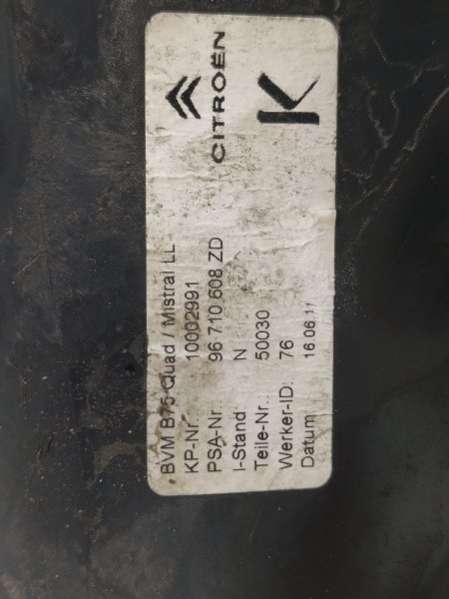 CITROËN
K
BVM B75 Quad / Mistral LL
KP-Nr. 10002991
PSA-Nr. 96 710 608 ZD
I-Stand N
Teile-Nr.: 50030
Werker-ID: 76
Datum 16.06.11